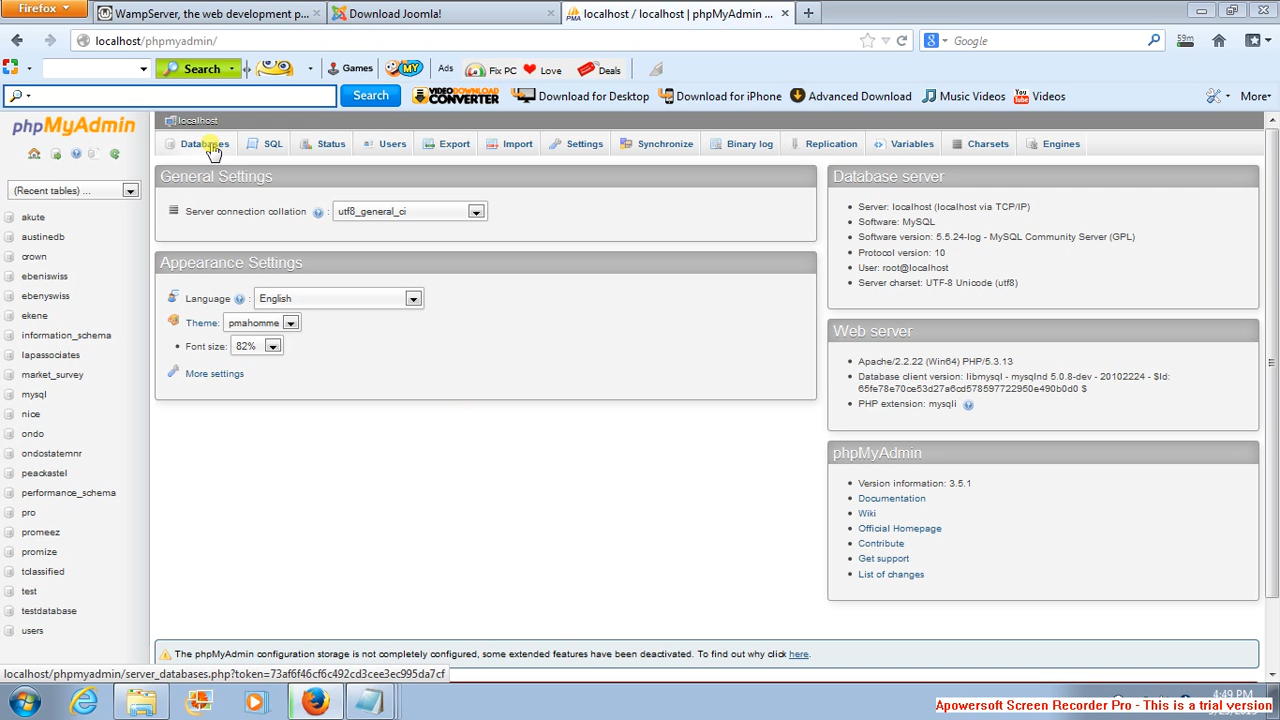 Firefox
WampServer, the web development p...
Download Joomla!
localhost / localhost | phpMyAdmin ...
localhost/phpmyadmin/
Google
59m
Search
Games
MY
Ads
Fix PC
Love
Deals
Search
VIDEO DOWNLOAD CONVERTER
Download for Desktop
Download for iPhone
Advanced Download
Music Videos
You Tube
Videos
More
phpMyAdmin
localhost
Databases
SQL
Status
Users
Export
Import
Settings
Synchronize
Binary log
Replication
Variables
Charsets
Engines
(Recent tables) ...
akute
austinedb
crown
ebeniswiss
ebenyswiss
ekene
information_schema
lapassociates
market_survey
mysql
nice
ondo
ondostatemnr
peackastel
performance_schema
pro
promeez
promize
tclassified
test
testdatabase
users
General Settings
Server connection collation : utf8_general_ci
Appearance Settings
Language : English
Theme: pmahomme
Font size: 82%
More settings
Database server
Server: localhost (localhost via TCP/IP)
Software: MySQL
Software version: 5.5.24-log - MySQL Community Server (GPL)
Protocol version: 10
User: root@localhost
Server charset: UTF-8 Unicode (utf8)
Web server
Apache/2.2.22 (Win64) PHP/5.3.13
Database client version: libmysql - mysqlnd 5.0.8-dev - 20102224 - $Id:
65fe78e70ce53d27a6cd578597722950e490b0d0 $
PHP extension: mysqli
phpMyAdmin
Version information: 3.5.1
Documentation
Wiki
Official Homepage
Contribute
Get support
List of changes
The phpMyAdmin configuration storage is not completely configured, some extended features have been deactivated. To find out why click here.
localhost/phpmyadmin/server_databases.php?token=73af6f46cf6c492cd3cee3ec995da7cf
4:49 PM
Apowersoft Screen Recorder Pro - This is a trial version